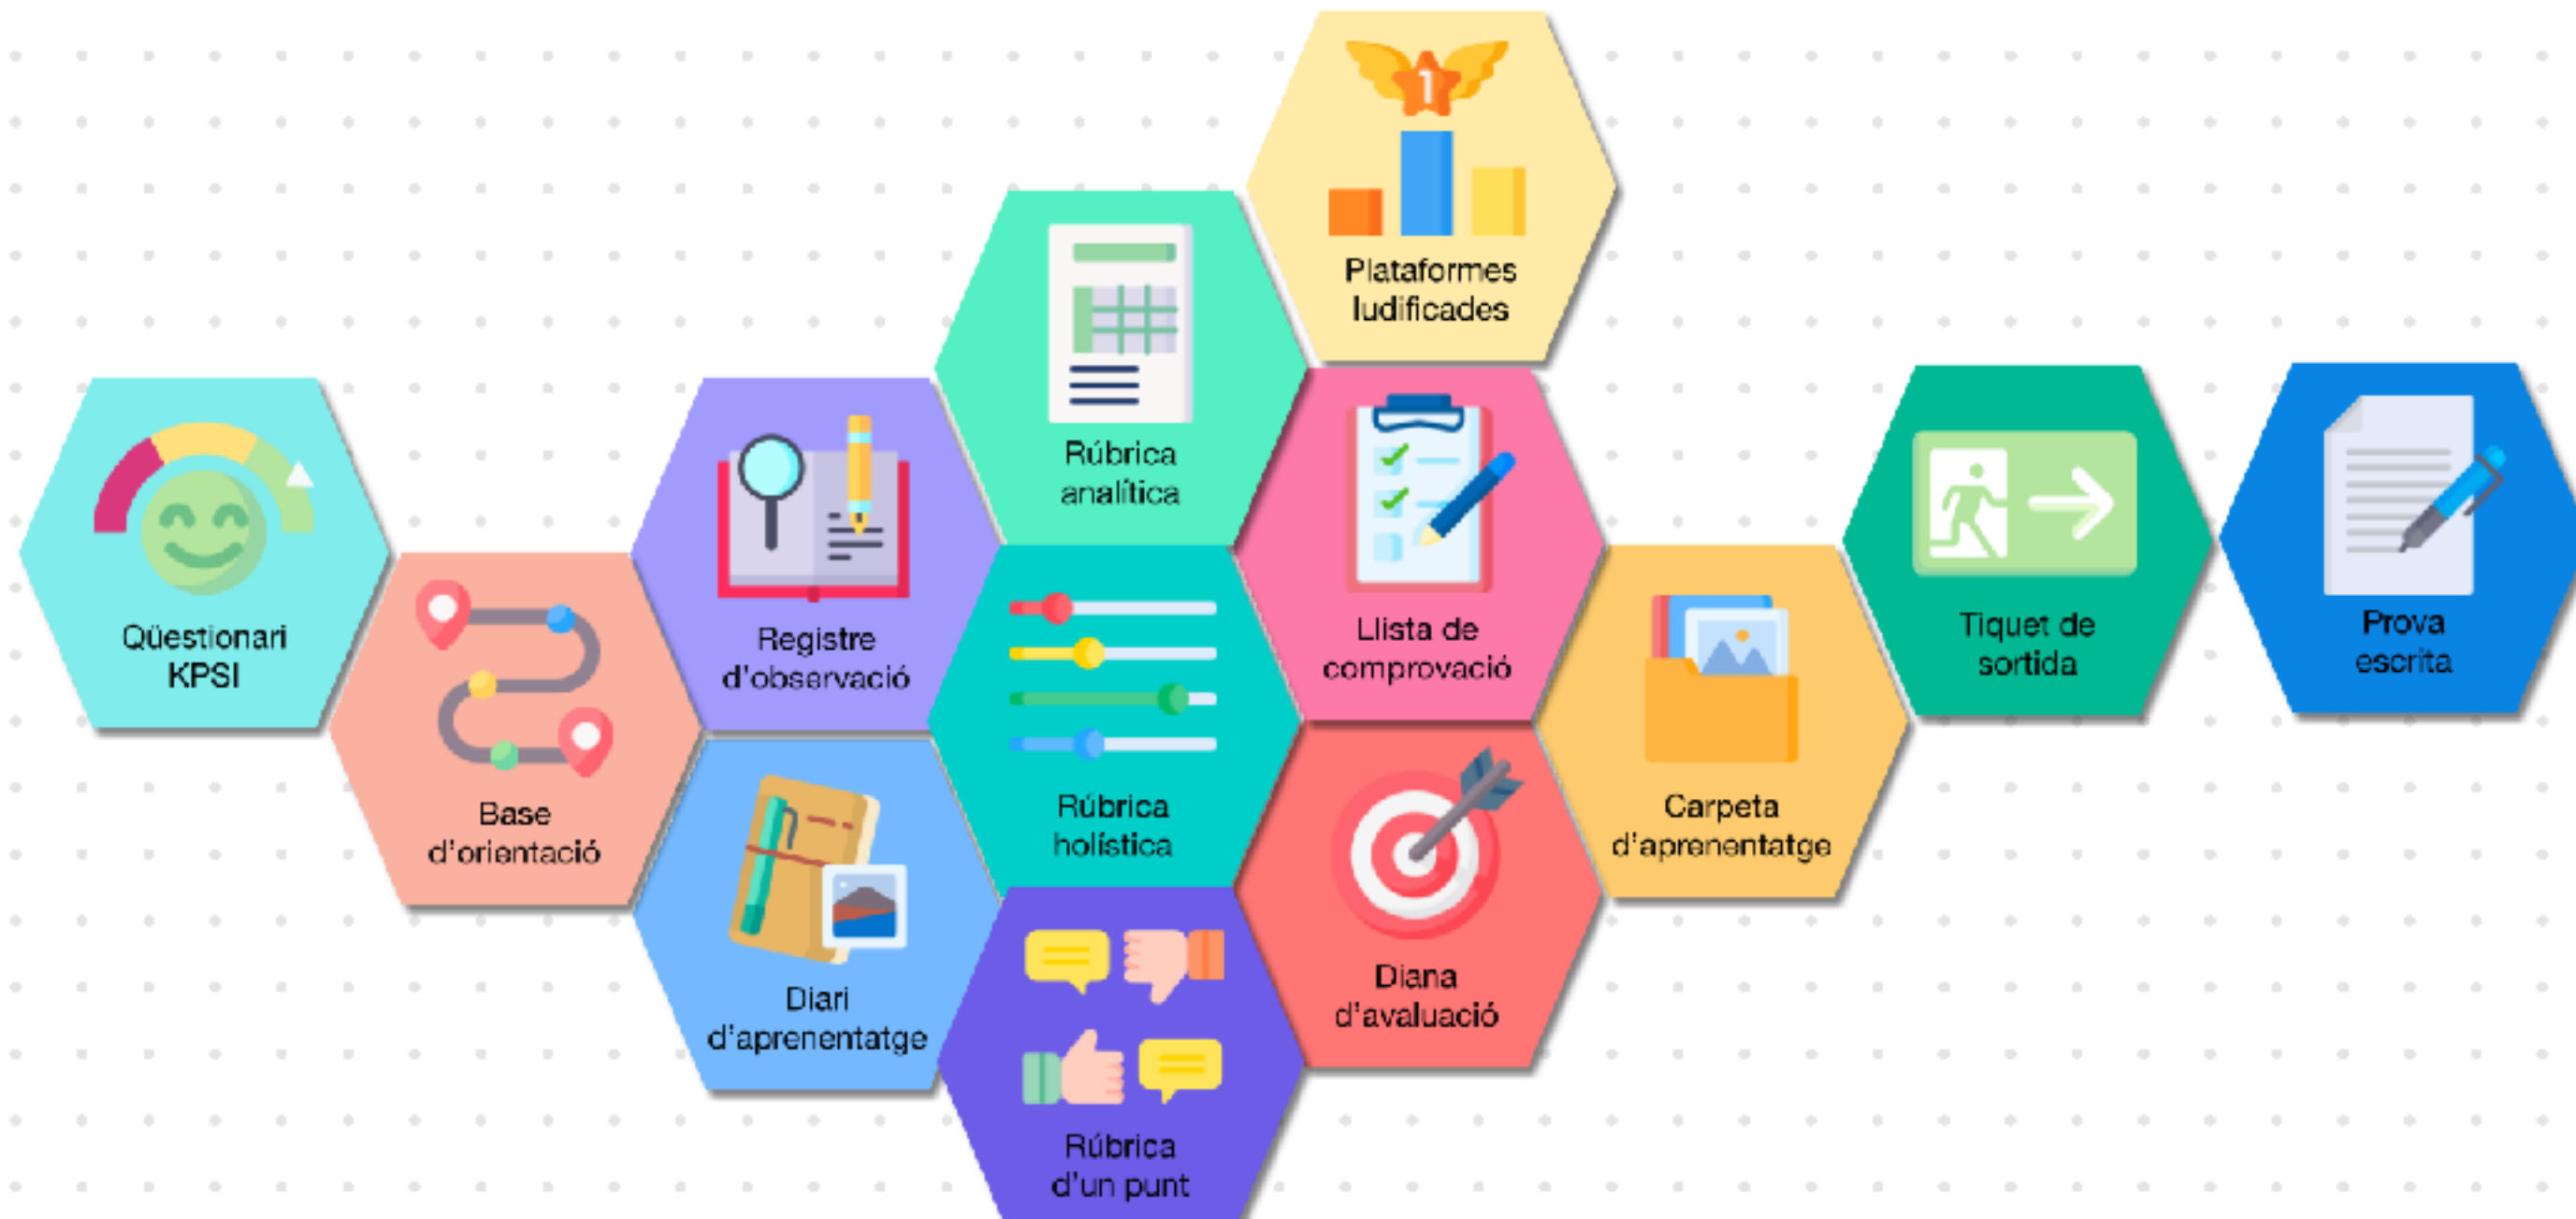 Plataformes
ludificades
Rúbrica
analítica
Qüestionari
KPSI
Registre
d'observació
Llista de
comprovació
Tiquet de
sortida
Prova
escrita
Base
d'orientació
Rúbrica
holística
Carpeta
d'aprenentatge
Diari
d'aprenentatge
Diana
d'avaluació
Rúbrica
d'un punt
1